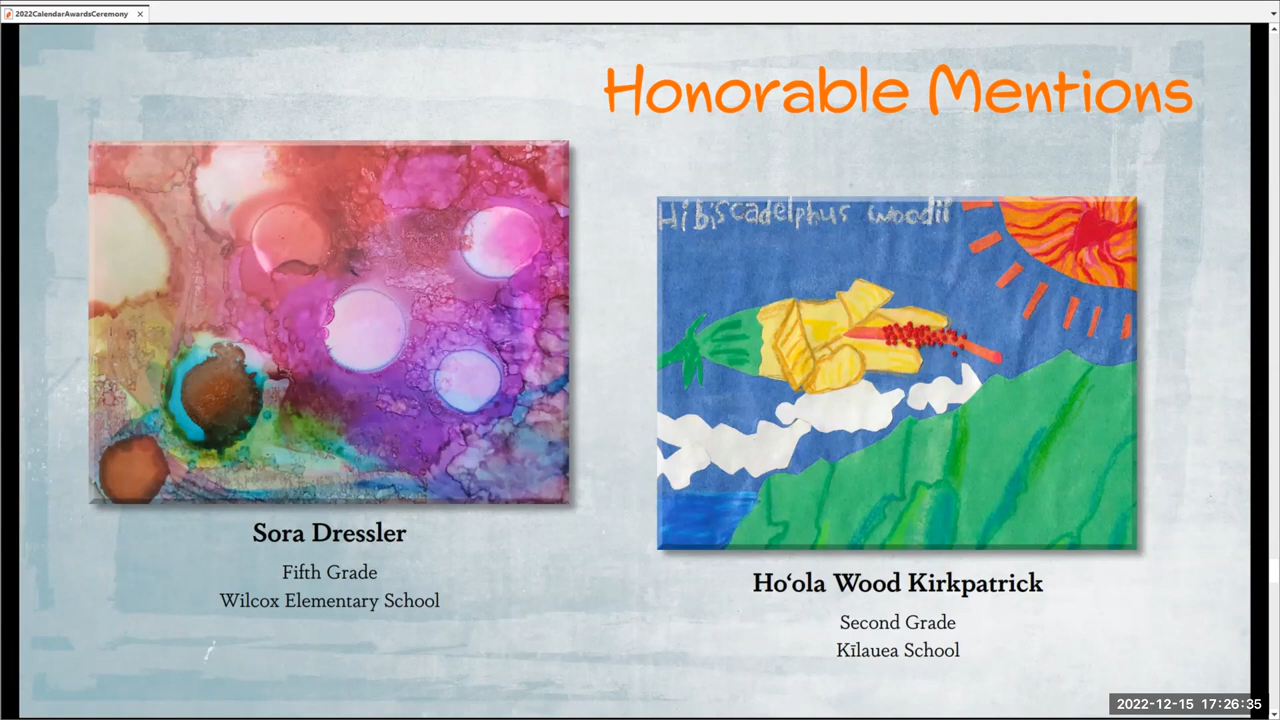 2022CalendarAwardsCeremony
Honorable Mentions
Hibiscadelphus woodii
Sora Dressler
Fifth Grade
Wilcox Elementary School
Hoʻola Wood Kirkpatrick
Second Grade
Kīlauea School
2022-12-15 17:26:35